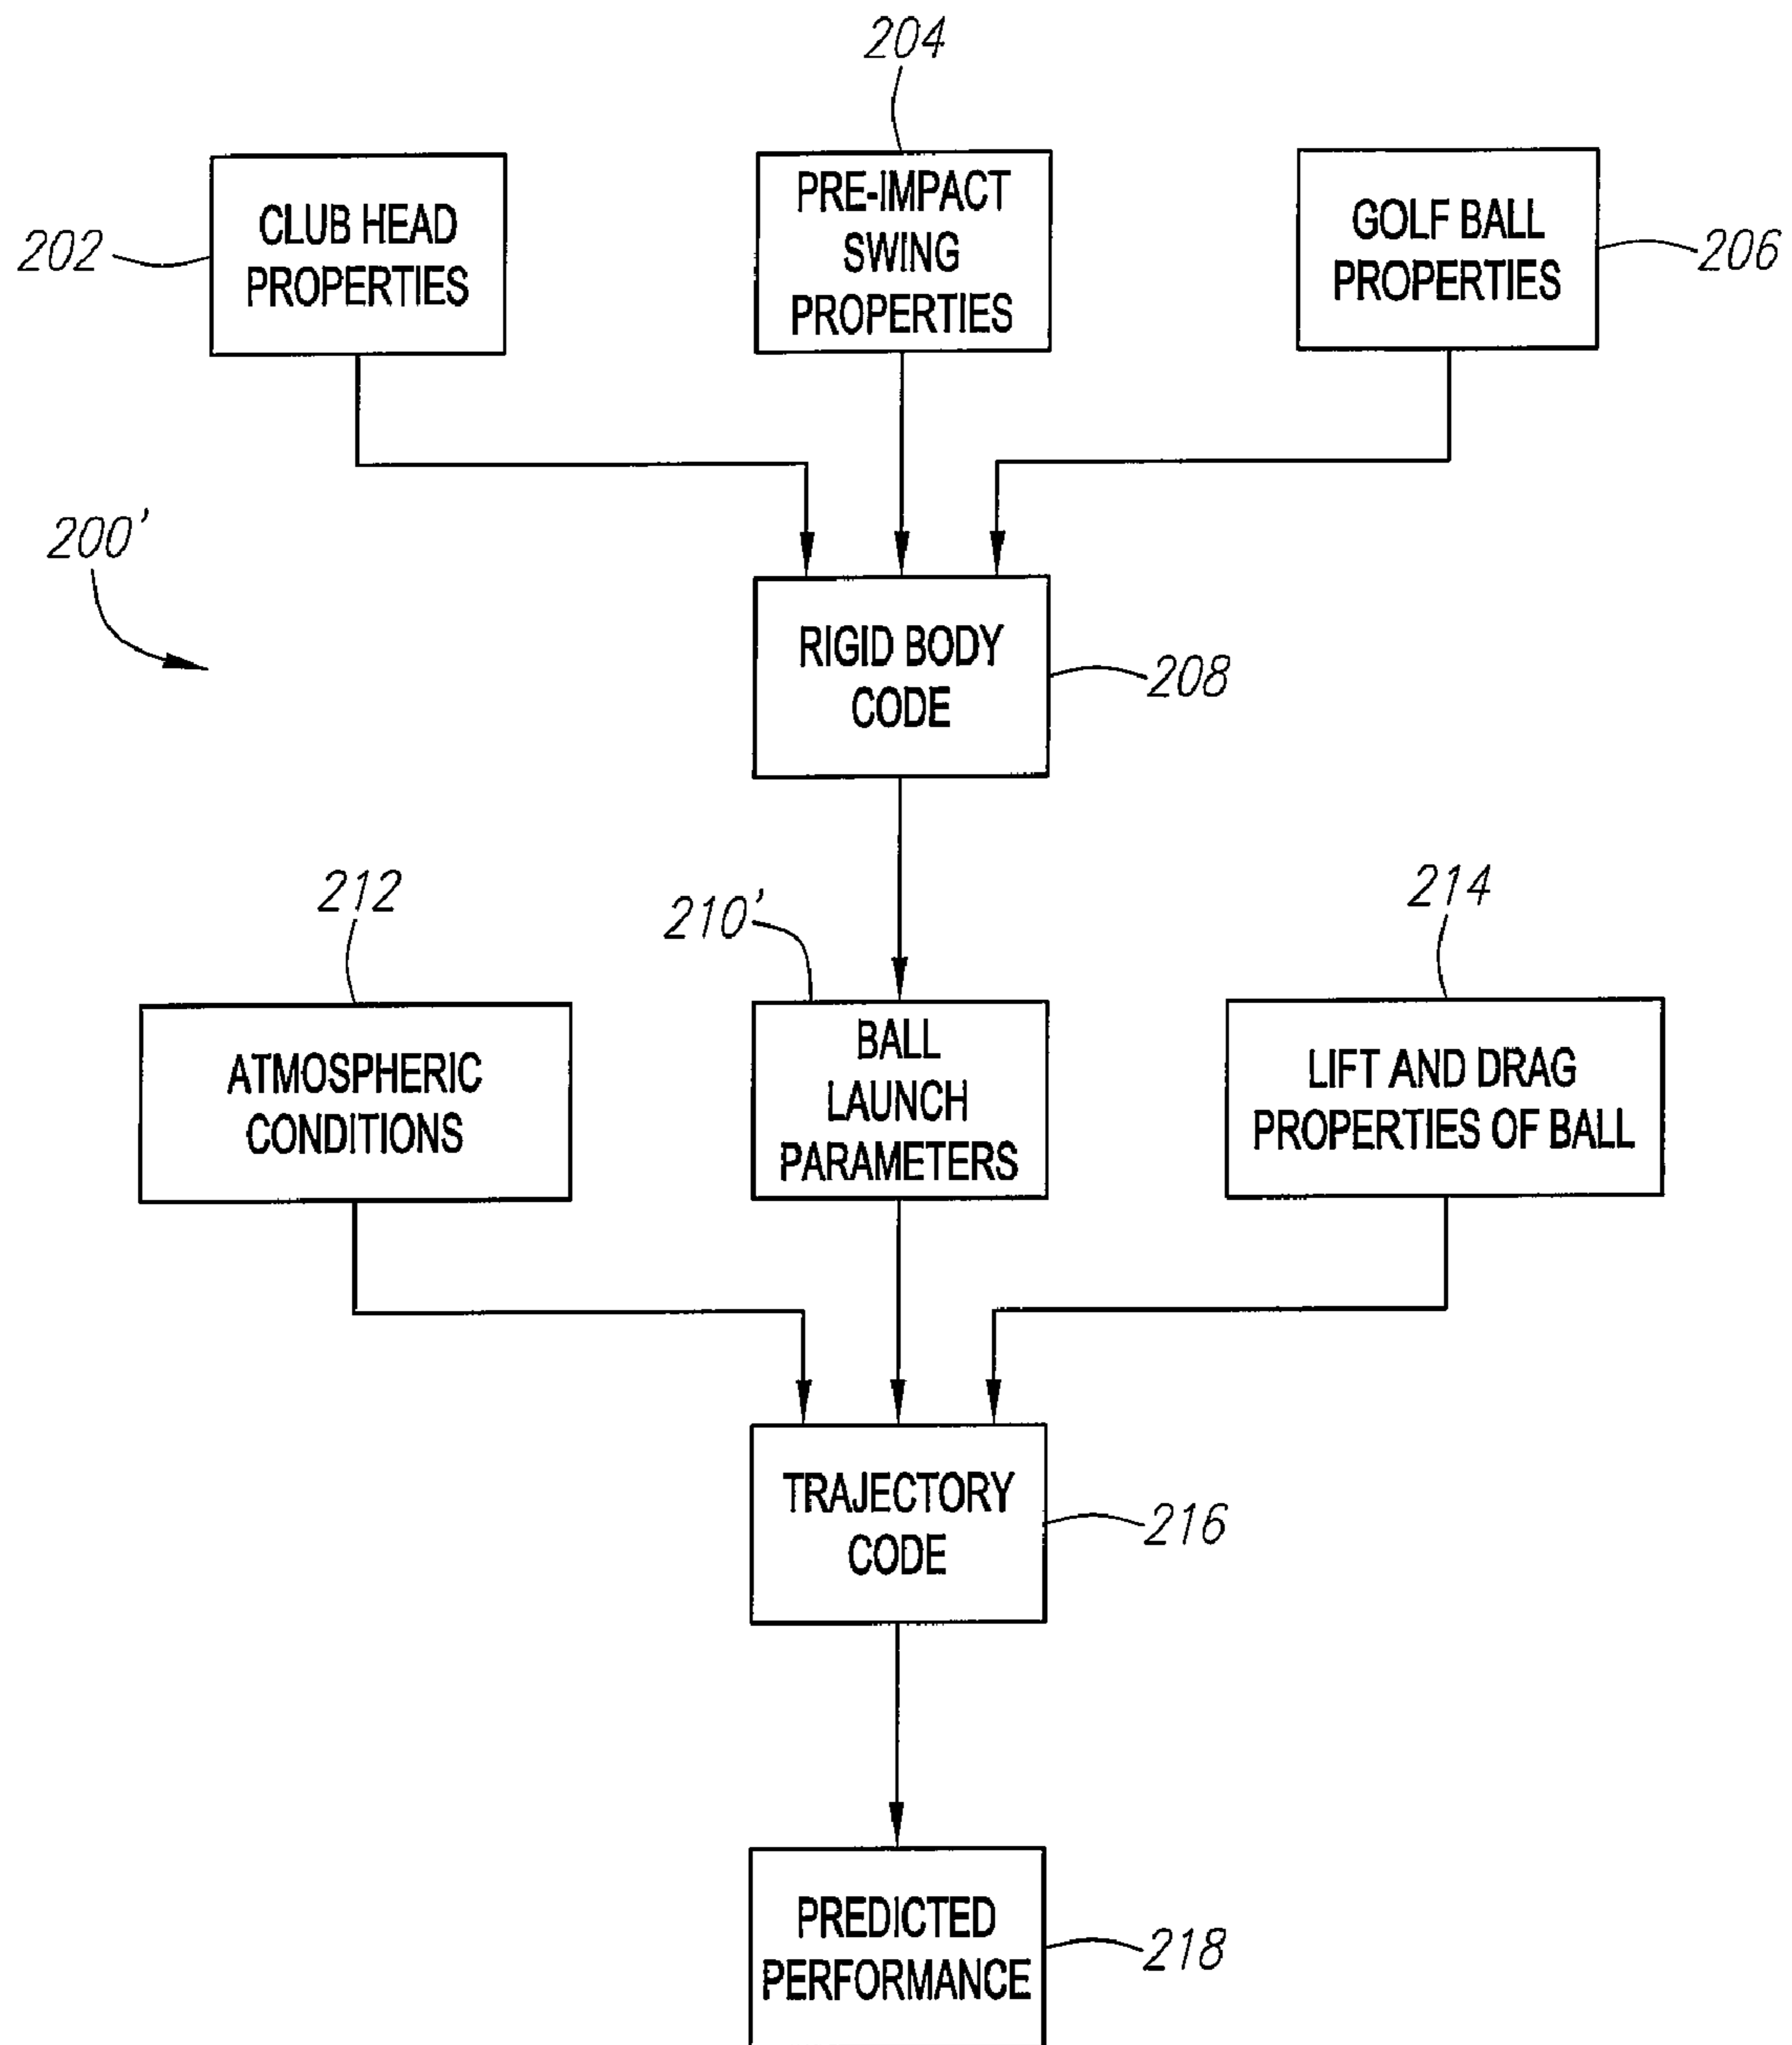 204
CLUB HEAD
PROPERTIES
202
PRE-IMPACT
SWING
PROPERTIES
GOLF BALL
PROPERTIES
206
200'
RIGID BODY
CODE
208
212
210'
214
ATMOSPHERIC
CONDITIONS
BALL
LAUNCH
PARAMETERS
LIFT AND DRAG
PROPERTIES OF BALL
TRAJECTORY
CODE
216
PREDICTED
PERFORMANCE
218